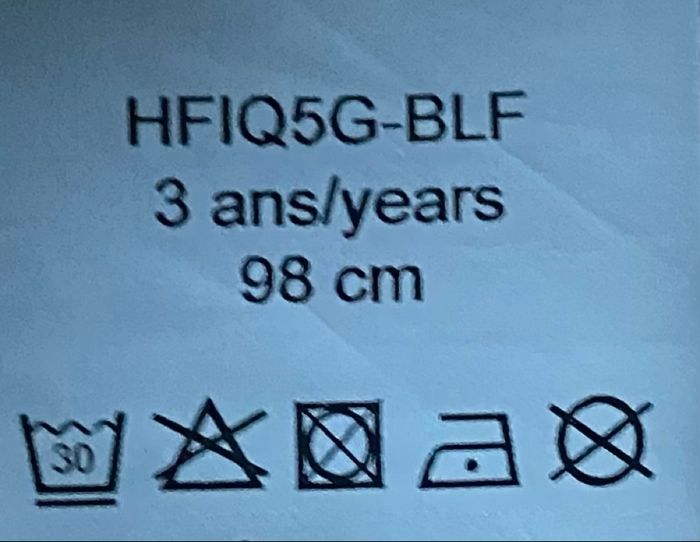 HFIQ5G-BLF
3 ans/years
98 cm
30